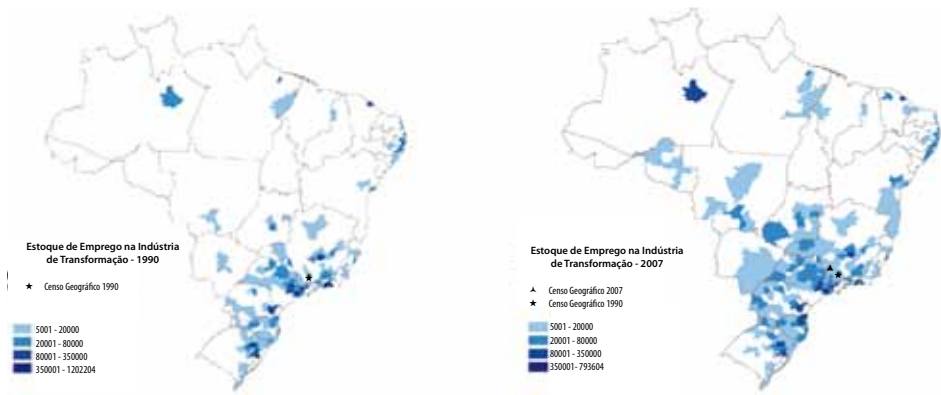 Estoque de Emprego na Indústria
de Transformação - 1990
★ Censo Geográfico 1990
5001 - 20000
20001 - 80000
80001 - 350000
350001 - 1202204
Estoque de Emprego na Indústria
de Transformação - 2007
Censo Geográfico 2007
★ Censo Geográfico 1990
5001 - 20000
20001 - 80000
80001 - 350000
350001- 793604